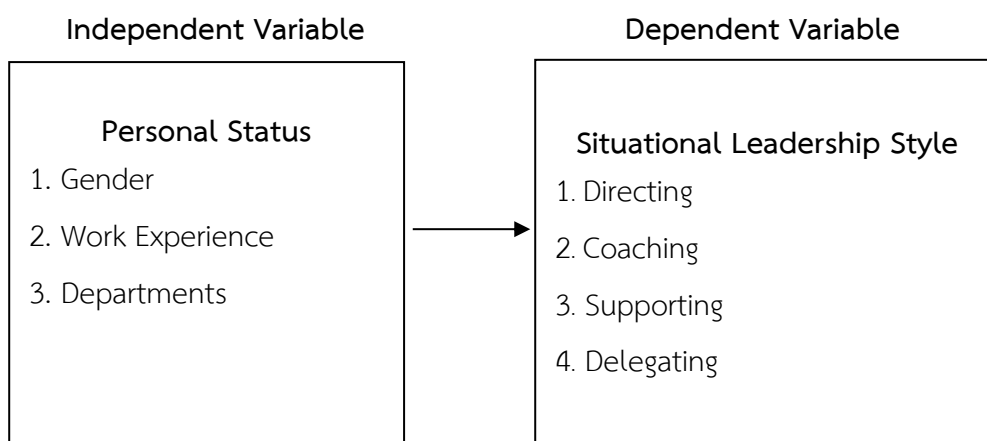 Independent Variable
Personal Status
1. Gender
2. Work Experience
3. Departments
Dependent Variable
Situational Leadership Style
1. Directing
2. Coaching
3. Supporting
4. Delegating